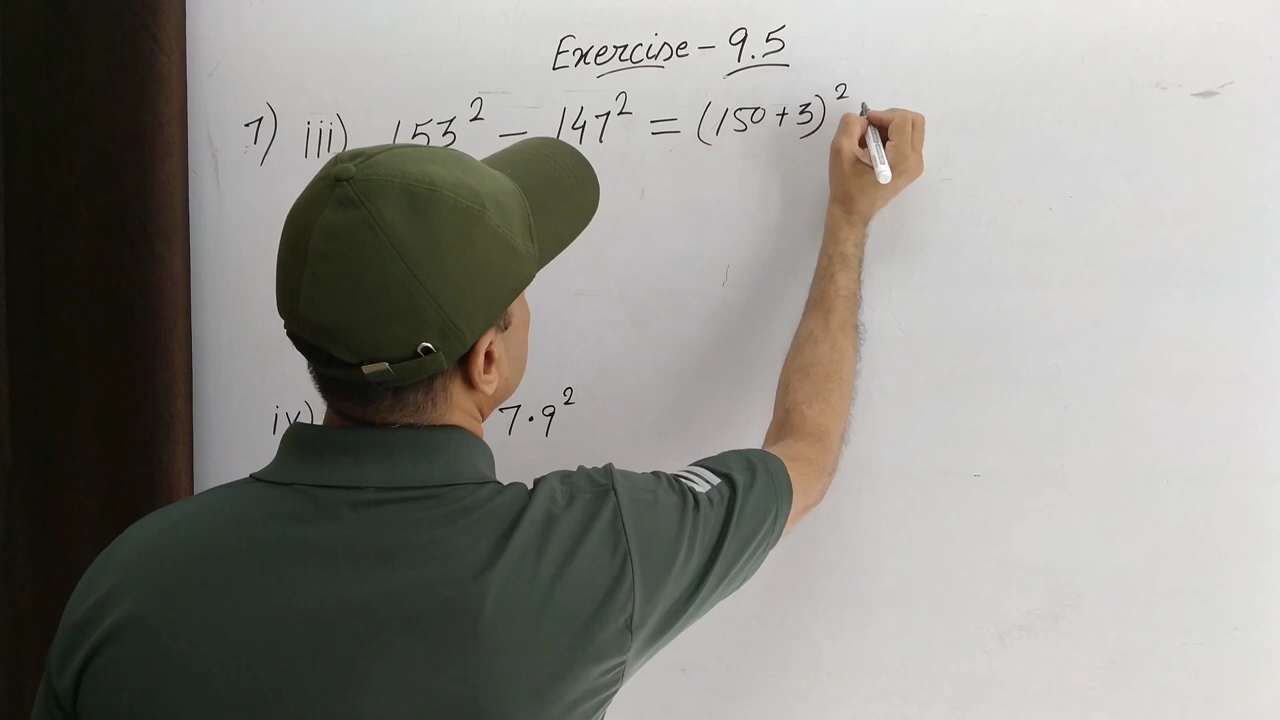 Exercise - 9.5
7) iii) 153² - 147² = (150 + 3)²
iv) 7.9²